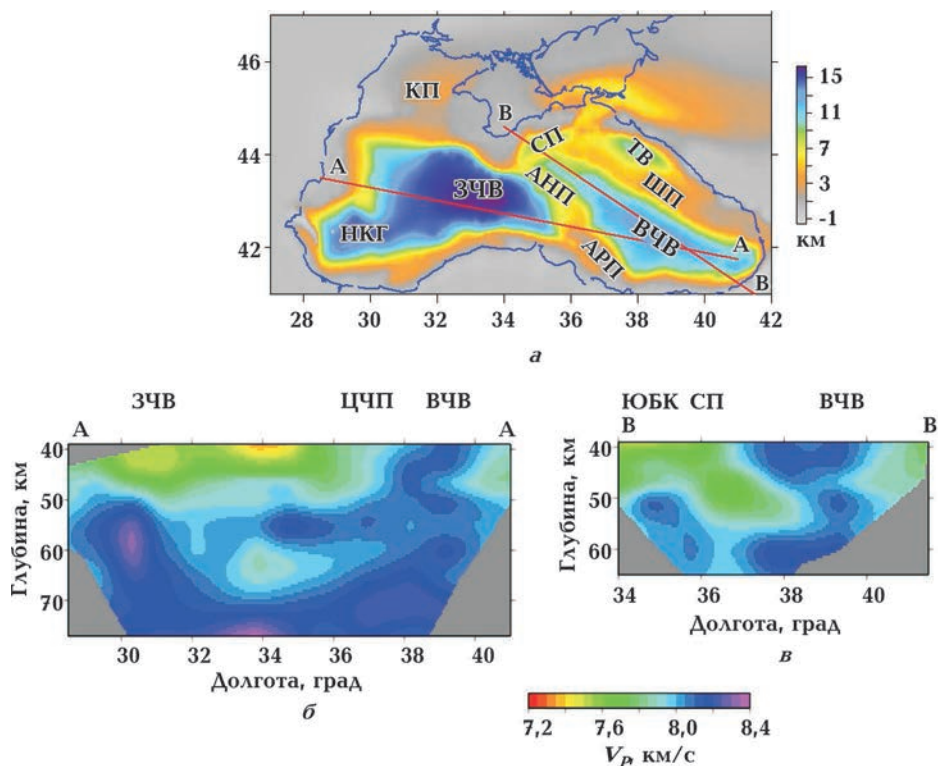 46
44
42
КП
В
СП
ТВ
А
АНП
ШП
ЗЧВ
НКГ
ВЧВ
А
АРП
В
15
11
7
3
-1
км
28 30 32 34 36 38 40 42
а
ЗЧВ ЦЧП ВЧВ
А А
Глубина, км
40
50
60
70
30 32 34 36 38 40
Долгота, град
б
ЮБК СП ВЧВ
В В
Глубина, км
40
50
60
34 36 38 40
Долгота, град
в
7,2 7,6 8,0 8,4
Vp, км/с